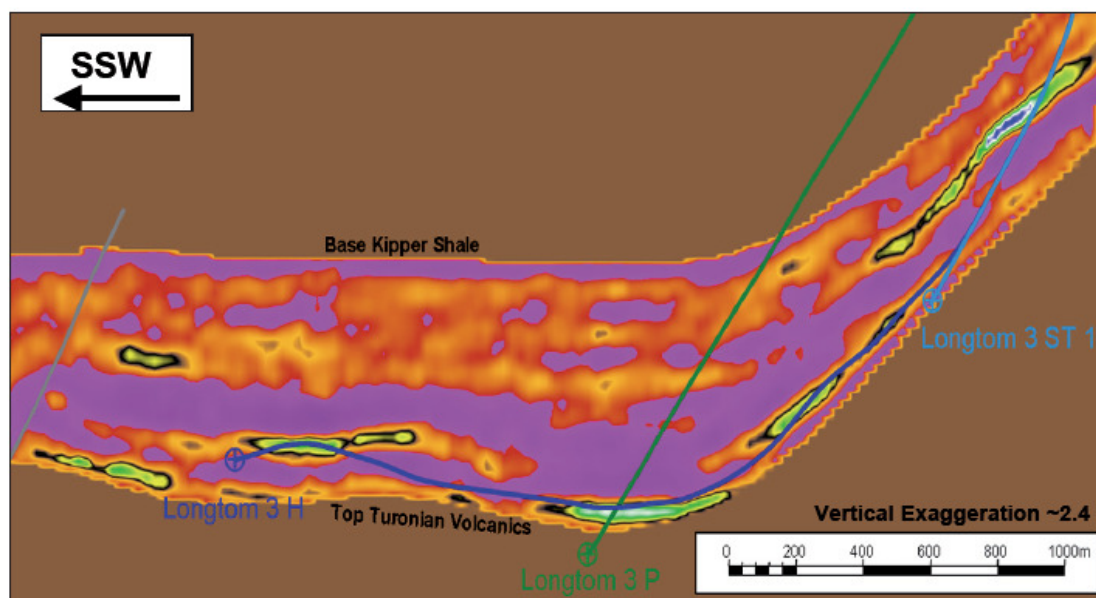 SSW
Base Kipper Shale
Longtom 3 ST 1
Longtom 3 H
Top Turonian Volcanics
Longtom 3 P
Vertical Exaggeration ~2.4
0 200 400 600 800 1000m